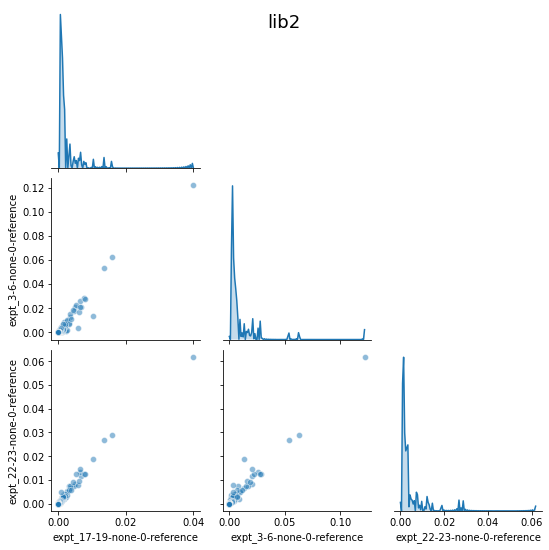 lib2
expt_3-6-none-0-reference
0.12
0.10
0.08
0.06
0.04
0.02
0.00
expt_22-23-none-0-reference
0.06
0.05
0.04
0.03
0.02
0.01
0.00
0.00 0.02 0.04
expt_17-19-none-0-reference
0.00 0.05 0.10
expt_3-6-none-0-reference
0.00 0.02 0.04 0.06
expt_22-23-none-0-reference